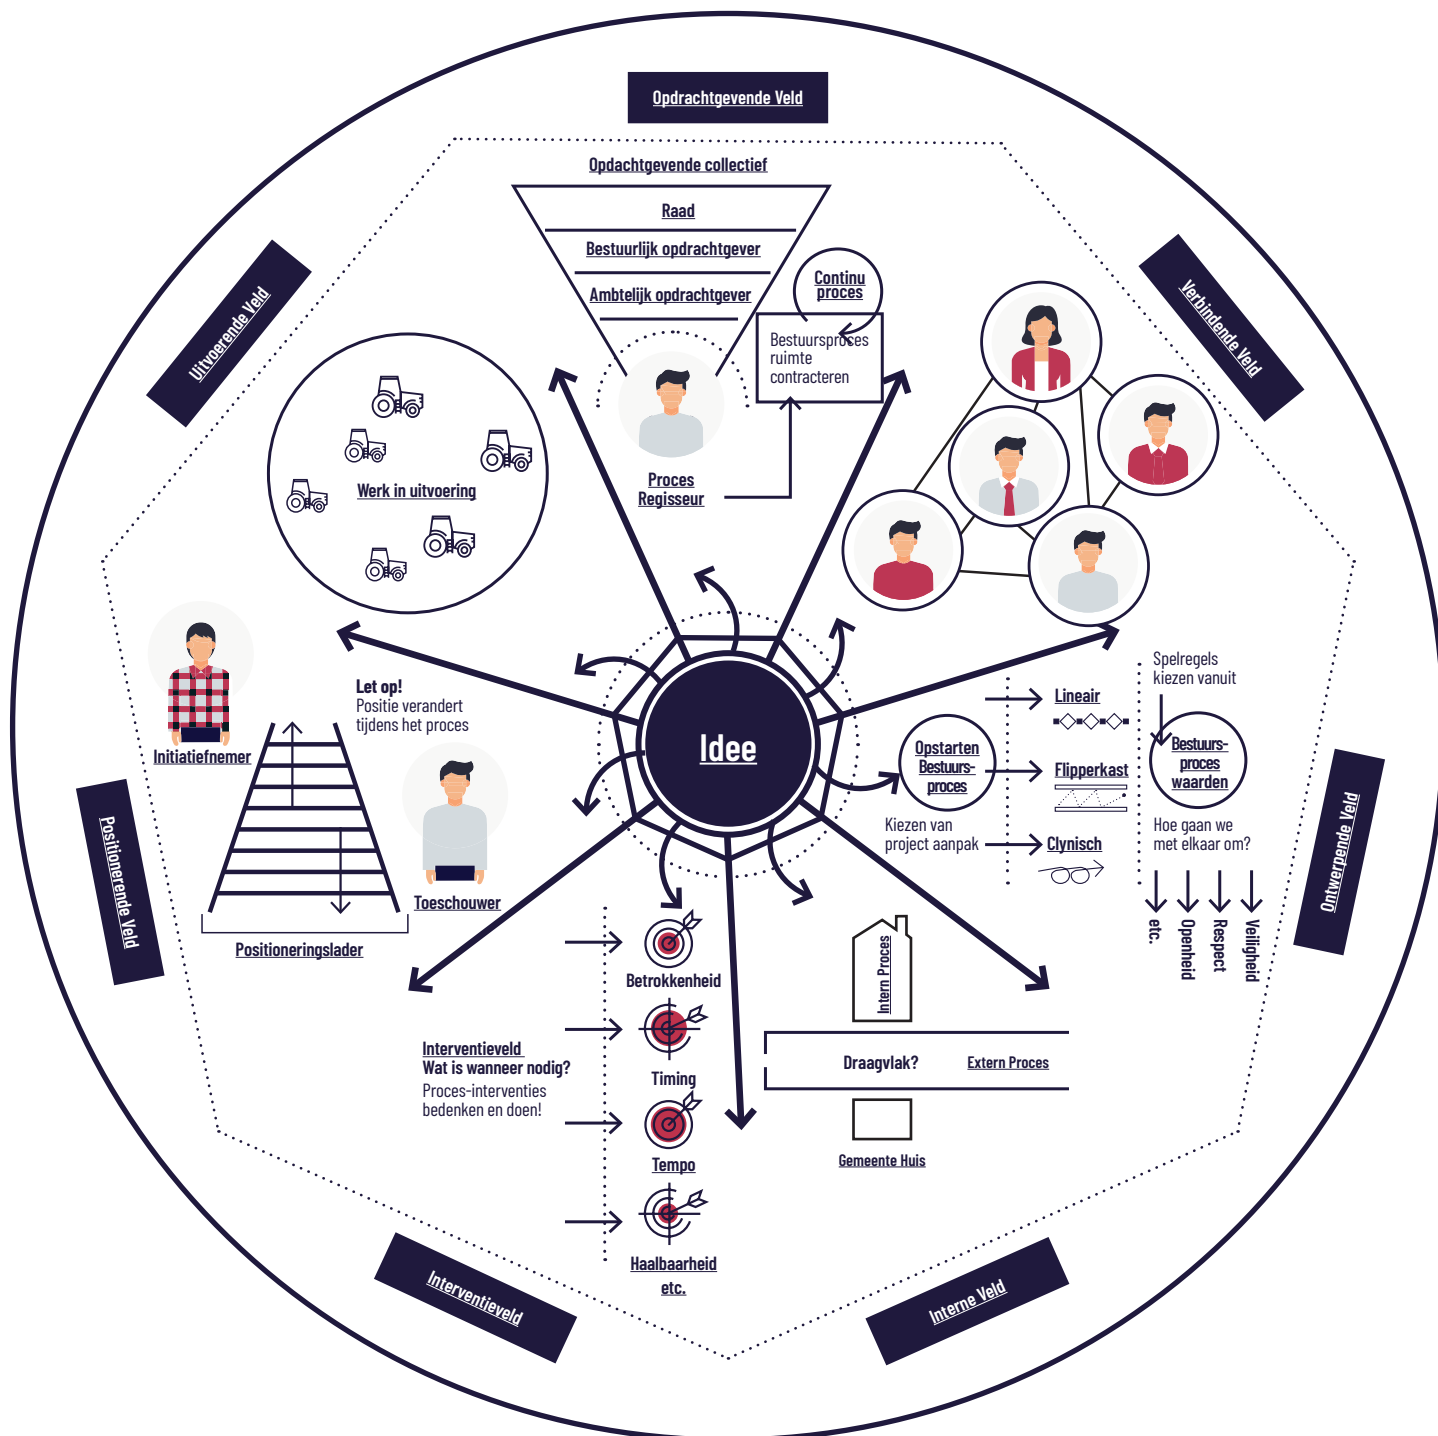 Opdrachtgevende Veld
Opdachtgevende collectief
Raad
Bestuurlijk opdrachtgever
Ambtelijk opdrachtgever
Continu
proces
Bestuursproces
ruimte
contracteren
Proces
Regisseur
Verbindende Veld
Uitvoerende Veld
Werk in uitvoering
Initiatiefnemer
Let op!
Positie verandert
tijdens het proces
Toeschouwer
Positioneringslader
Positionerende Veld
Idee
Opstarten
Bestuurs-
proces
Kiezen van
project aanpak
Lineair
Flipperkast
Clynisch
Spelregels
kiezen vanuit
Bestuurs-
proces
waarden
Hoe gaan we
met elkaar om?
etc.
Openheid
Respect
Veiligheid
Ontwerpende Veld
Betrokkenheid
Timing
Tempo
Haalbaarheid
etc.
Interventieveld
Wat is wanneer nodig?
Proces-interventies
bedenken en doen!
Interventieveld
Intern Proces
Draagvlak?
Extern Proces
Gemeente Huis
Interne Veld